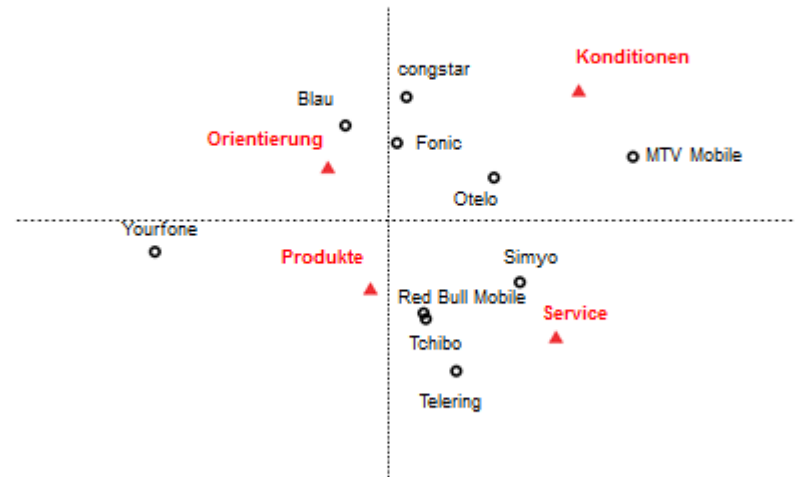 Konditionen
congstar
Blau
Orientierung
Fonic
MTV Mobile
Otelo
Yourfone
Produkte
Simyo
Red Bull Mobile
Service
Tchibo
Telering